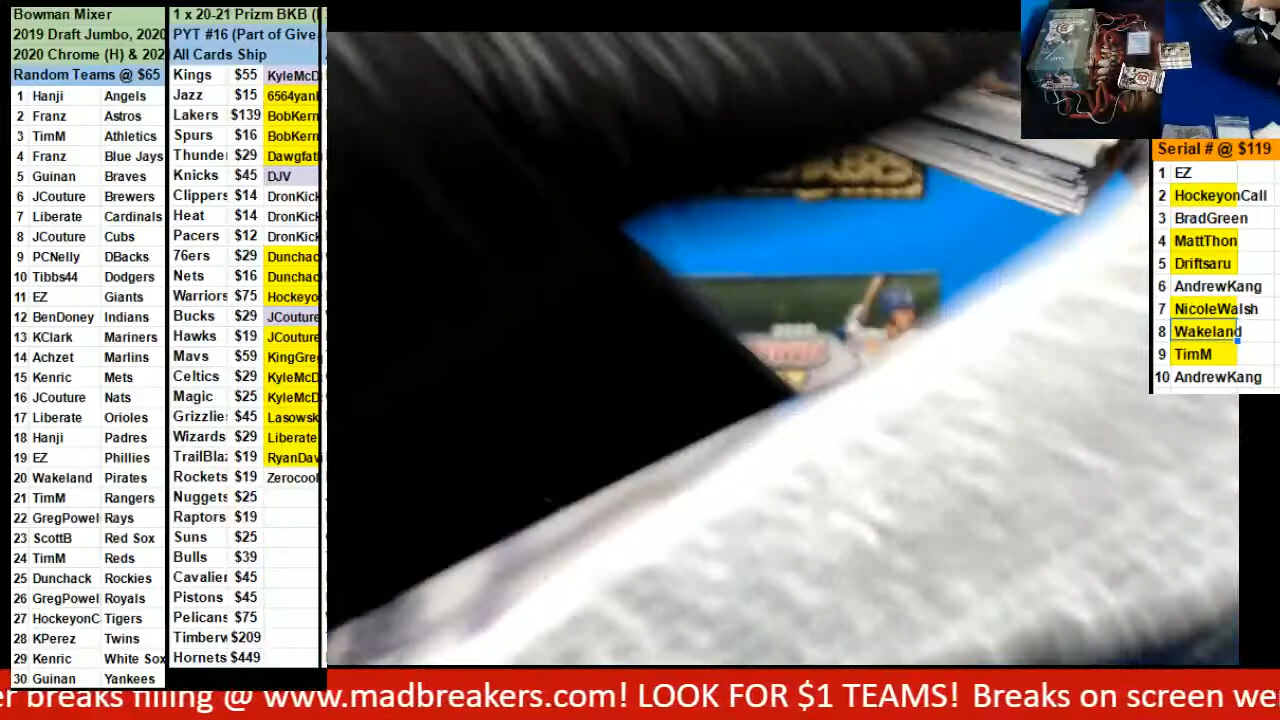 Bowman Mixer
2019 Draft Jumbo, 2020
2020 Chrome (H) & 202
Random Teams @ $65
1 Hanji Angels
2 Franz Astros
3 TimM Athletics
4 Franz Blue Jays
5 Guinan Braves
6 JCouture Brewers
7 Liberate Cardinals
8 JCouture Cubs
9 PCNelly DBacks
10 Tibbs44 Dodgers
11 EZ Giants
12 BenDoney Indians
13 KClark Mariners
14 Achzet Marlins
15 Kenric Mets
16 JCouture Nats
17 Liberate Orioles
18 Hanji Padres
19 EZ Phillies
20 Wakeland Pirates
21 TimM Rangers
22 GregPowel Rays
23 ScottB Red Sox
24 TimM Reds
25 Dunchack Rockies
26 GregPowel Royals
27 HockeyonC Tigers
28 KPerez Twins
29 Kenric White Sox
30 Guinan Yankees
1 x 20-21 Prizm BKB (
PYT #16 (Part of Give
All Cards Ship
Kings $55 KyleMcD
Jazz $15 6564yan
Lakers $139 BobKern
Spurs $16 BobKern
Thunde $29 Dawgfat
Knicks $45 DJV
Clippers $14 DronKick
Heat $14 DronKick
Pacers $12 DronKick
76ers $29 Dunchac
Nets $16 Dunchac
Warriors $75 Hockeyo
Bucks $29 JCouture
Hawks $19 JCouture
Mavs $59 KingGre
Celtics $29 KyleMcD
Magic $25 KyleMcD
Grizzlie $45 Lasowsk
Wizards $29 Liberate
TrailBla $19 RyanDav
Rockets $19 Zerocool
Nuggets $25
Raptors $19
Suns $25
Bulls $39
Cavalier $45
Pistons $45
Pelicans $75
Timberw $209
Hornets $449
Serial # @ $119
1 EZ
2 HockeyonCall
3 BradGreen
4 MattThon
5 Driftsaru
6 AndrewKang
7 NicoleWalsh
8 Wakeland
9 TimM
10 AndrewKang
er breaks filling @ www.madbreakers.com! LOOK FOR $1 TEAMS! Breaks on screen we